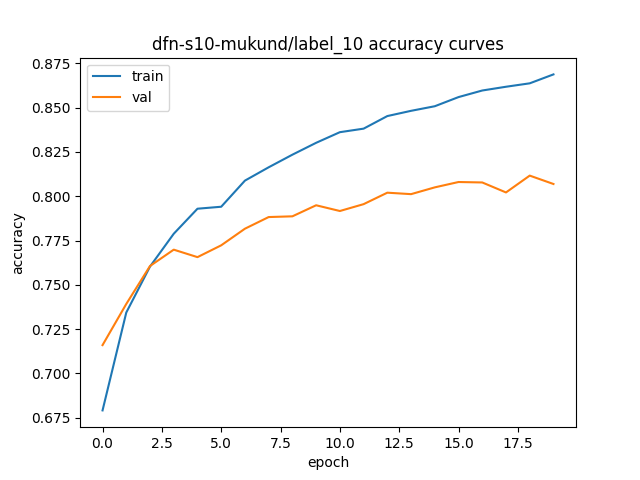 dfn-s10-mukund/label_10 accuracy curves
train
val
0.875
0.850
0.825
0.800
0.775
0.750
0.725
0.700
0.675
accuracy
0.0 2.5 5.0 7.5 10.0 12.5 15.0 17.5
epoch